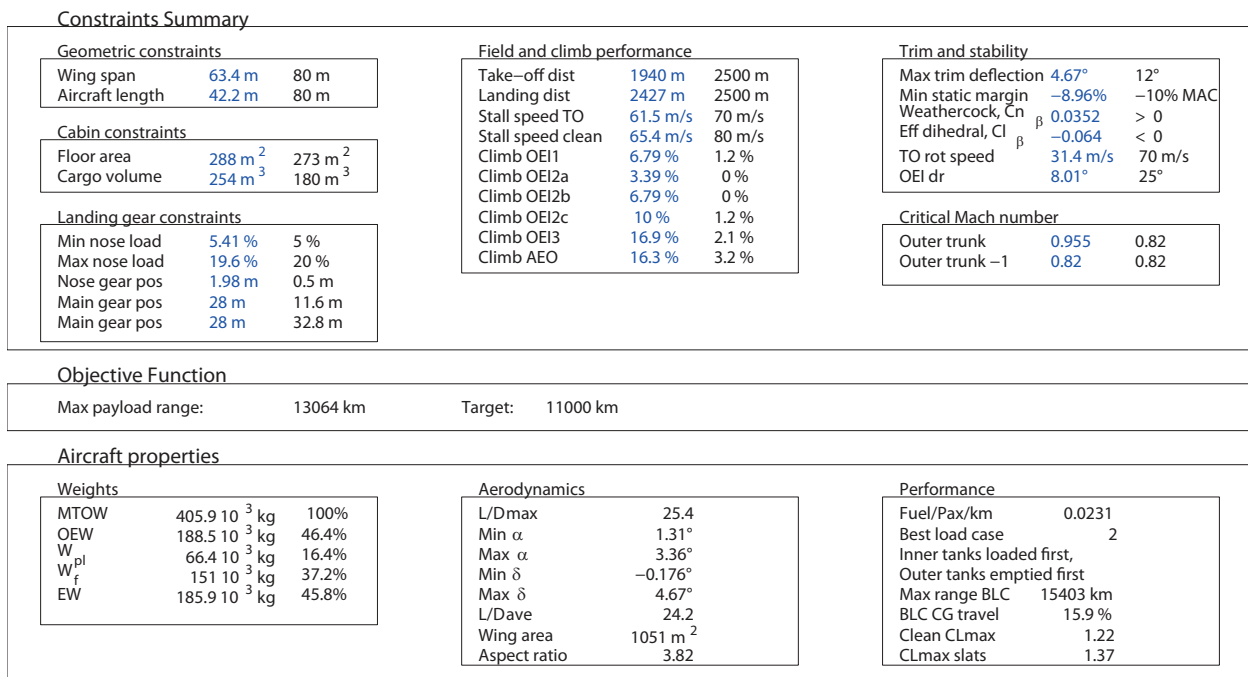 Constraints Summary
Geometric constraints
Wing span 63.4 m 80 m
Aircraft length 42.2 m 80 m
Cabin constraints
Floor area 288 m 2 273 m 2
Cargo volume 254 m 3 180 m 3
Landing gear constraints
Min nose load 5.41 % 5 %
Max nose load 19.6 % 20 %
Nose gear pos 1.98 m 0.5 m
Main gear pos 28 m 11.6 m
Main gear pos 28 m 32.8 m
Field and climb performance
Take−off dist 1940 m 2500 m
Landing dist 2427 m 2500 m
Stall speed TO 61.5 m/s 70 m/s
Stall speed clean 65.4 m/s 80 m/s
Climb OEI1 6.79 % 1.2 %
Climb OEI2a 3.39 % 0 %
Climb OEI2b 6.79 % 0 %
Climb OEI2c 10 % 1.2 %
Climb OEI3 16.9 % 2.1 %
Climb AEO 16.3 % 3.2 %
Trim and stability
Max trim deflection 4.67° 12°
Min static margin −8.96% −10% MAC
Weathercock, Cn β 0.0352 > 0
Eff dihedral, Cl β −0.064 < 0
TO rot speed 31.4 m/s 70 m/s
OEI dr 8.01° 25°
Critical Mach number
Outer trunk 0.955 0.82
Outer trunk −1 0.82 0.82
Objective Function
Max payload range: 13064 km Target: 11000 km
Aircraft properties
Weights
MTOW 405.9 10 3 kg 100%
OEW 188.5 10 3 kg 46.4%
W pl 66.4 10 3 kg 16.4%
W f 151 10 3 kg 37.2%
EW 185.9 10 3 kg 45.8%
Aerodynamics
L/Dmax 25.4
Min α 1.31°
Max α 3.36°
Min δ −0.176°
Max δ 4.67°
L/Dave 24.2
Wing area 1051 m 2
Aspect ratio 3.82
Performance
Fuel/Pax/km 0.0231
Best load case 2
Inner tanks loaded first,
Outer tanks emptied first
Max range BLC 15403 km
BLC CG travel 15.9 %
Clean CLmax 1.22
CLmax slats 1.37